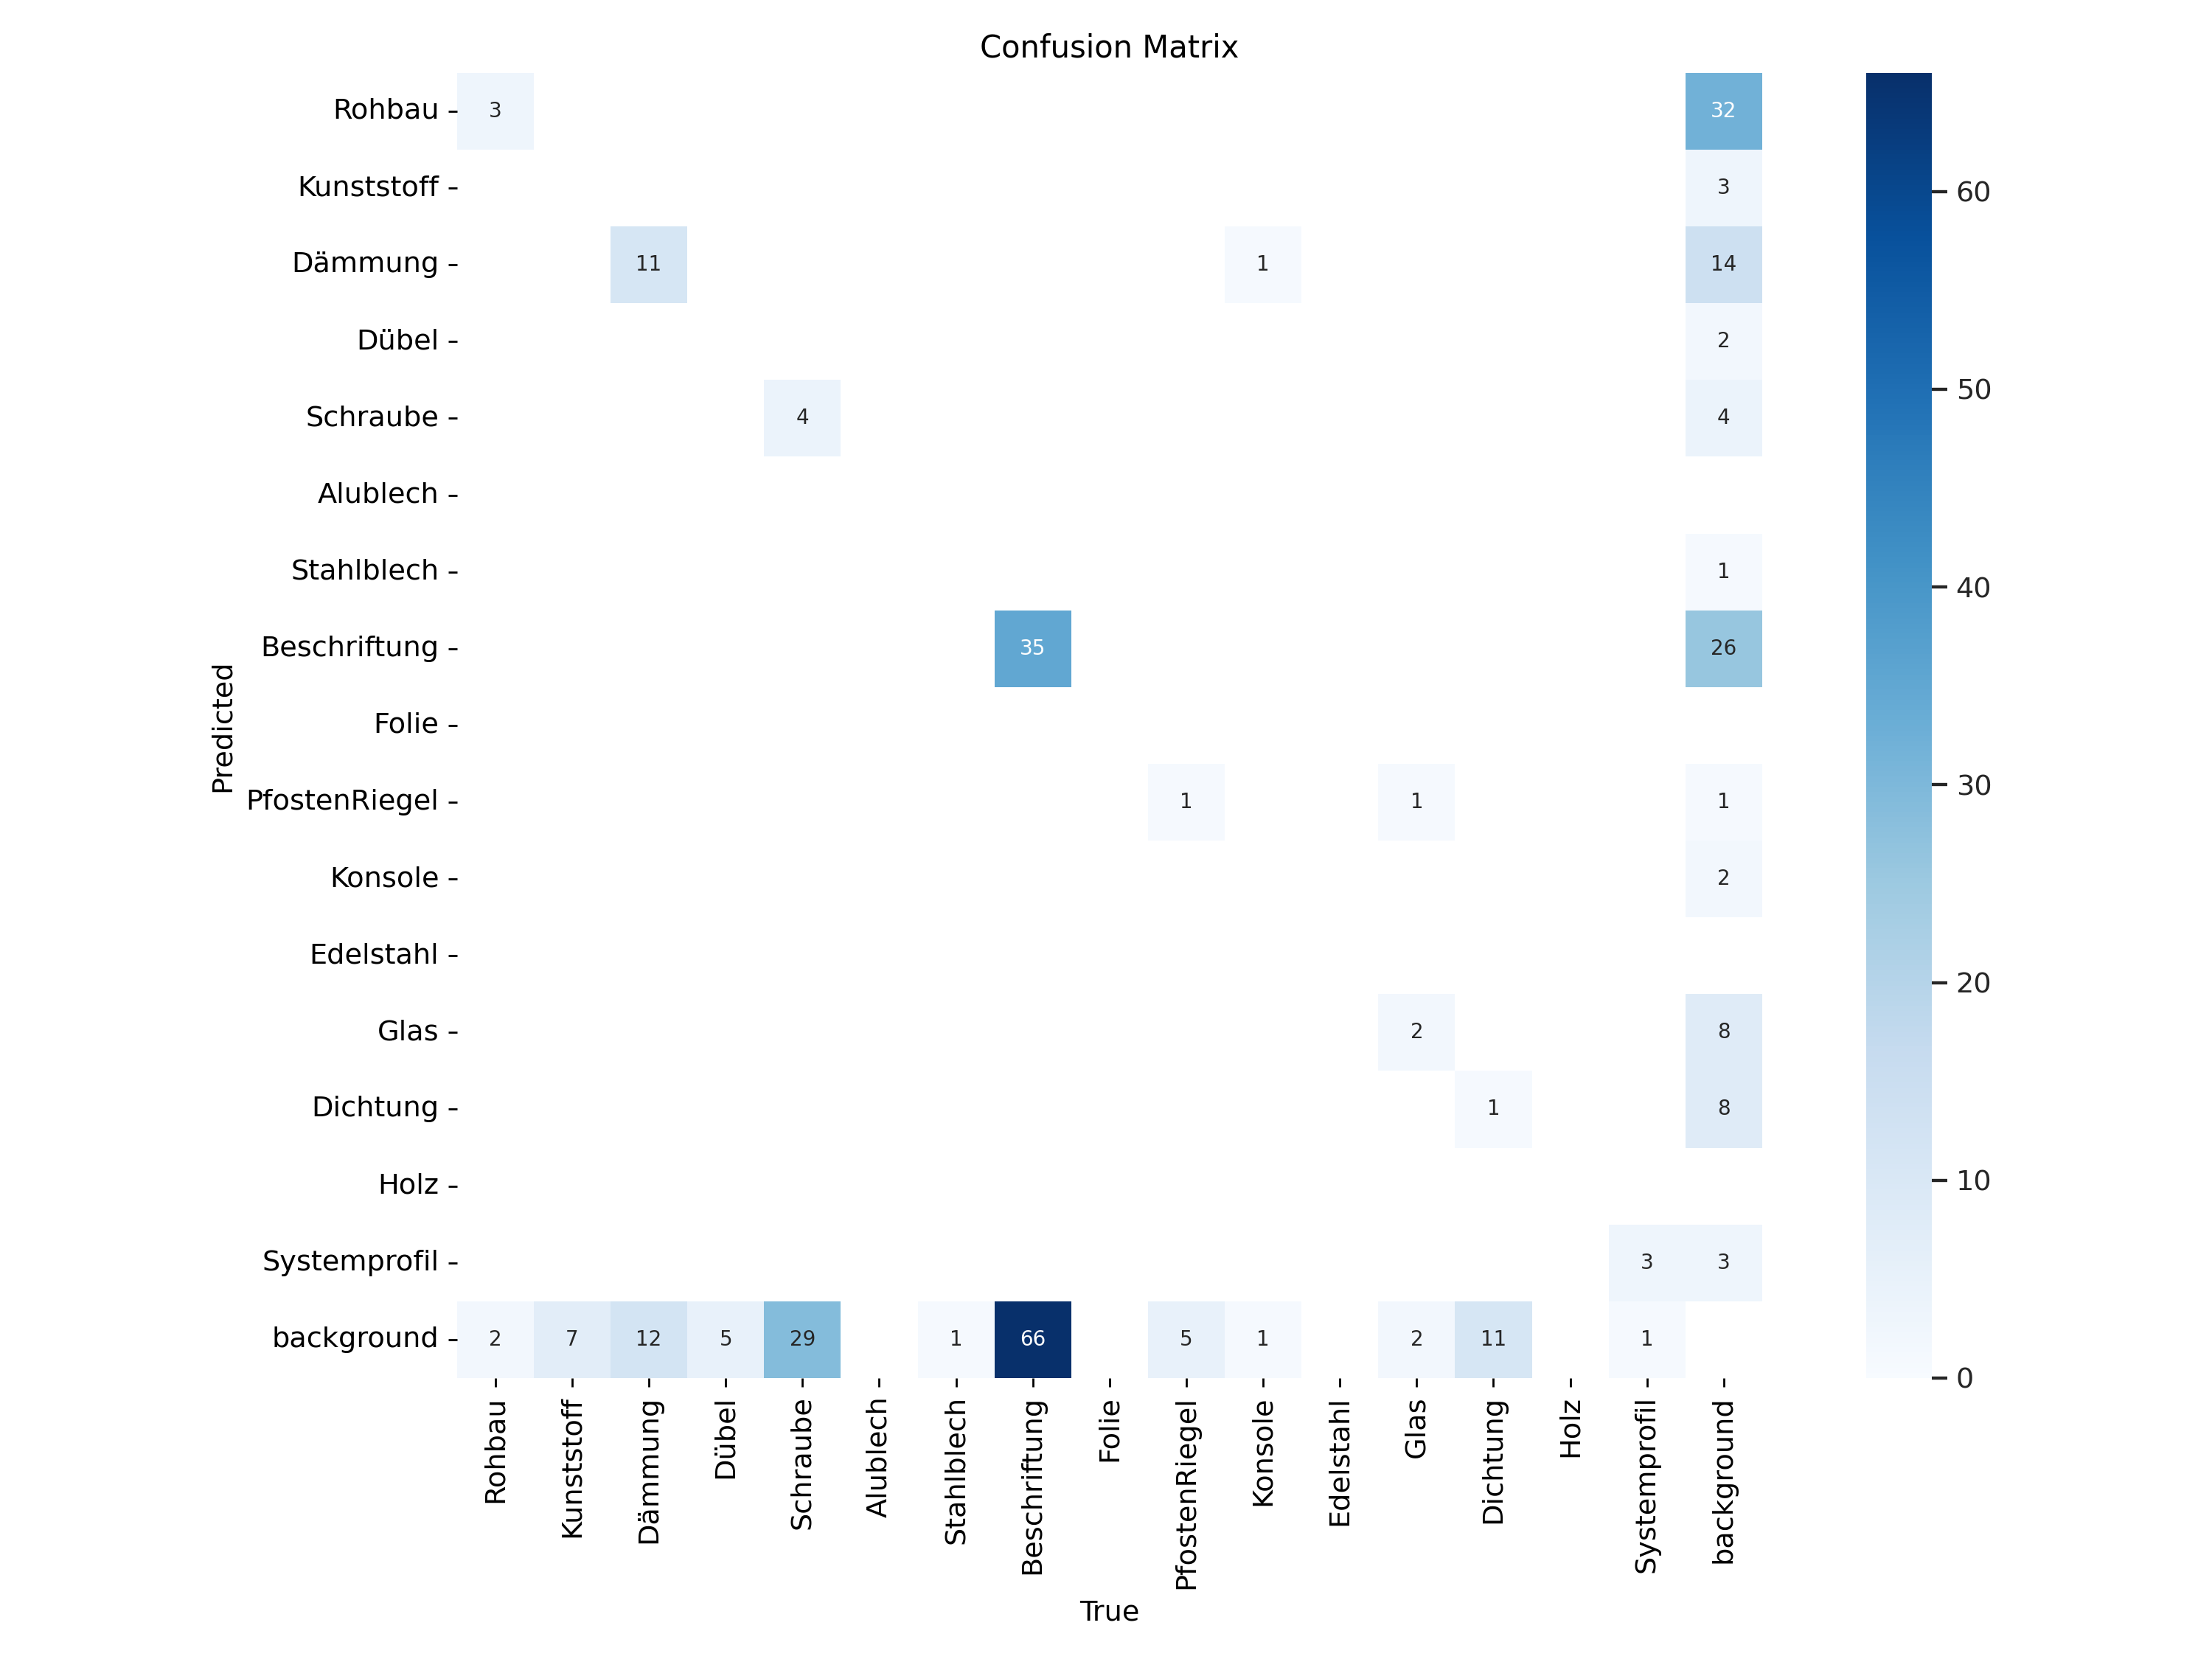 Confusion Matrix
Rohbau 3 32
Kunststoff 3
Dämmung 11 1 14
Dübel 2
Schraube 4 4
Alublech
Stahlblech 1
Beschriftung 35 26
Folie
PfostenRiegel 1 1 1
Konsole 2
Edelstahl
Glas 2 8
Dichtung 1 8
Holz
Systemprofil 3 3
background 2 7 12 5 29 1 66 5 1 2 11 1
Predicted
Rohbau
Kunststoff
Dämmung
Dübel
Schraube
Alublech
Stahlblech
Beschriftung
Folie
PfostenRiegel
Konsole
Edelstahl
Glas
Dichtung
Holz
Systemprofil
background
True
60
50
40
30
20
10
0